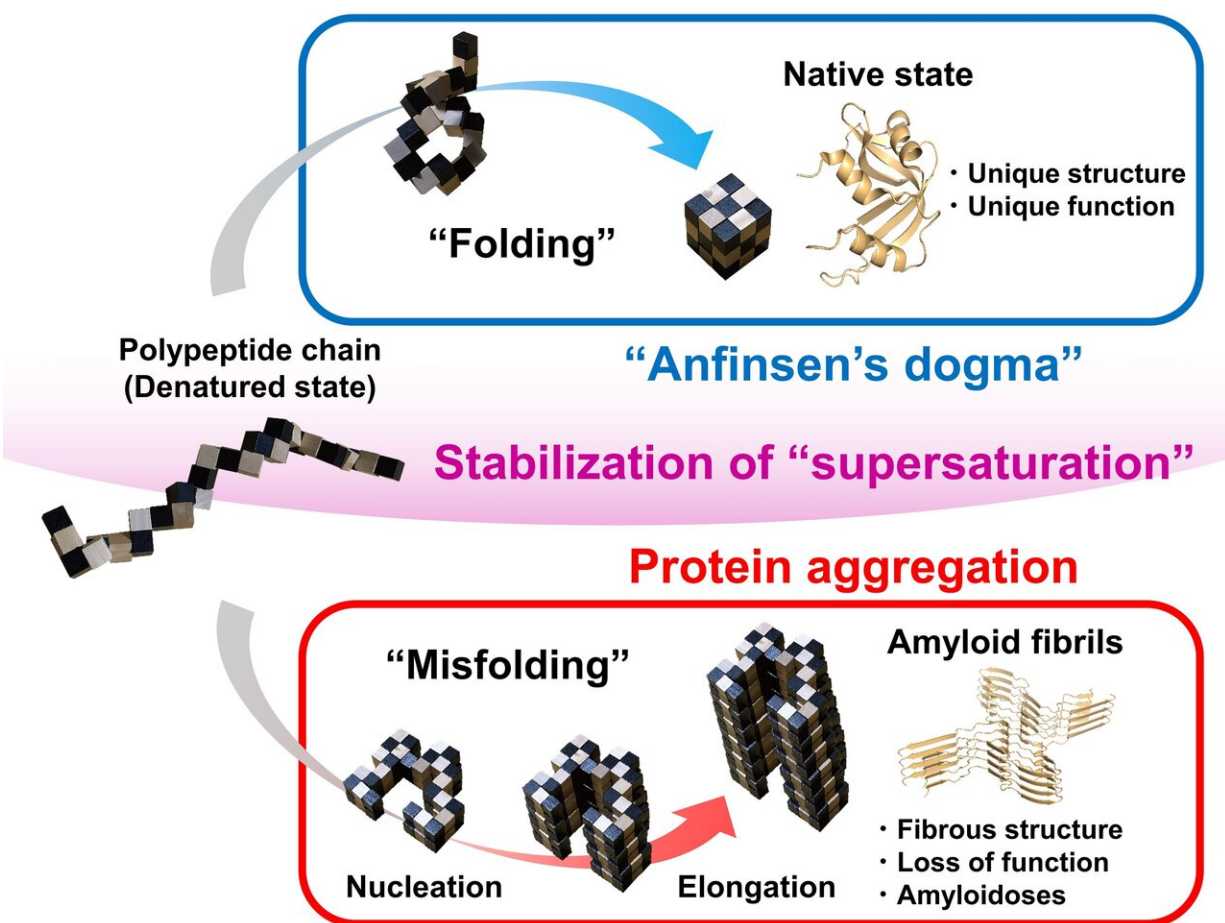 Native state
・Unique structure
・Unique function
“Folding”
Polypeptide chain
(Denatured state)
“Anfinsen’s dogma”
Stabilization of “supersaturation”
Protein aggregation
“Misfolding”
Amyloid fibrils
・Fibrous structure
・Loss of function
・Amyloidoses
Nucleation
Elongation